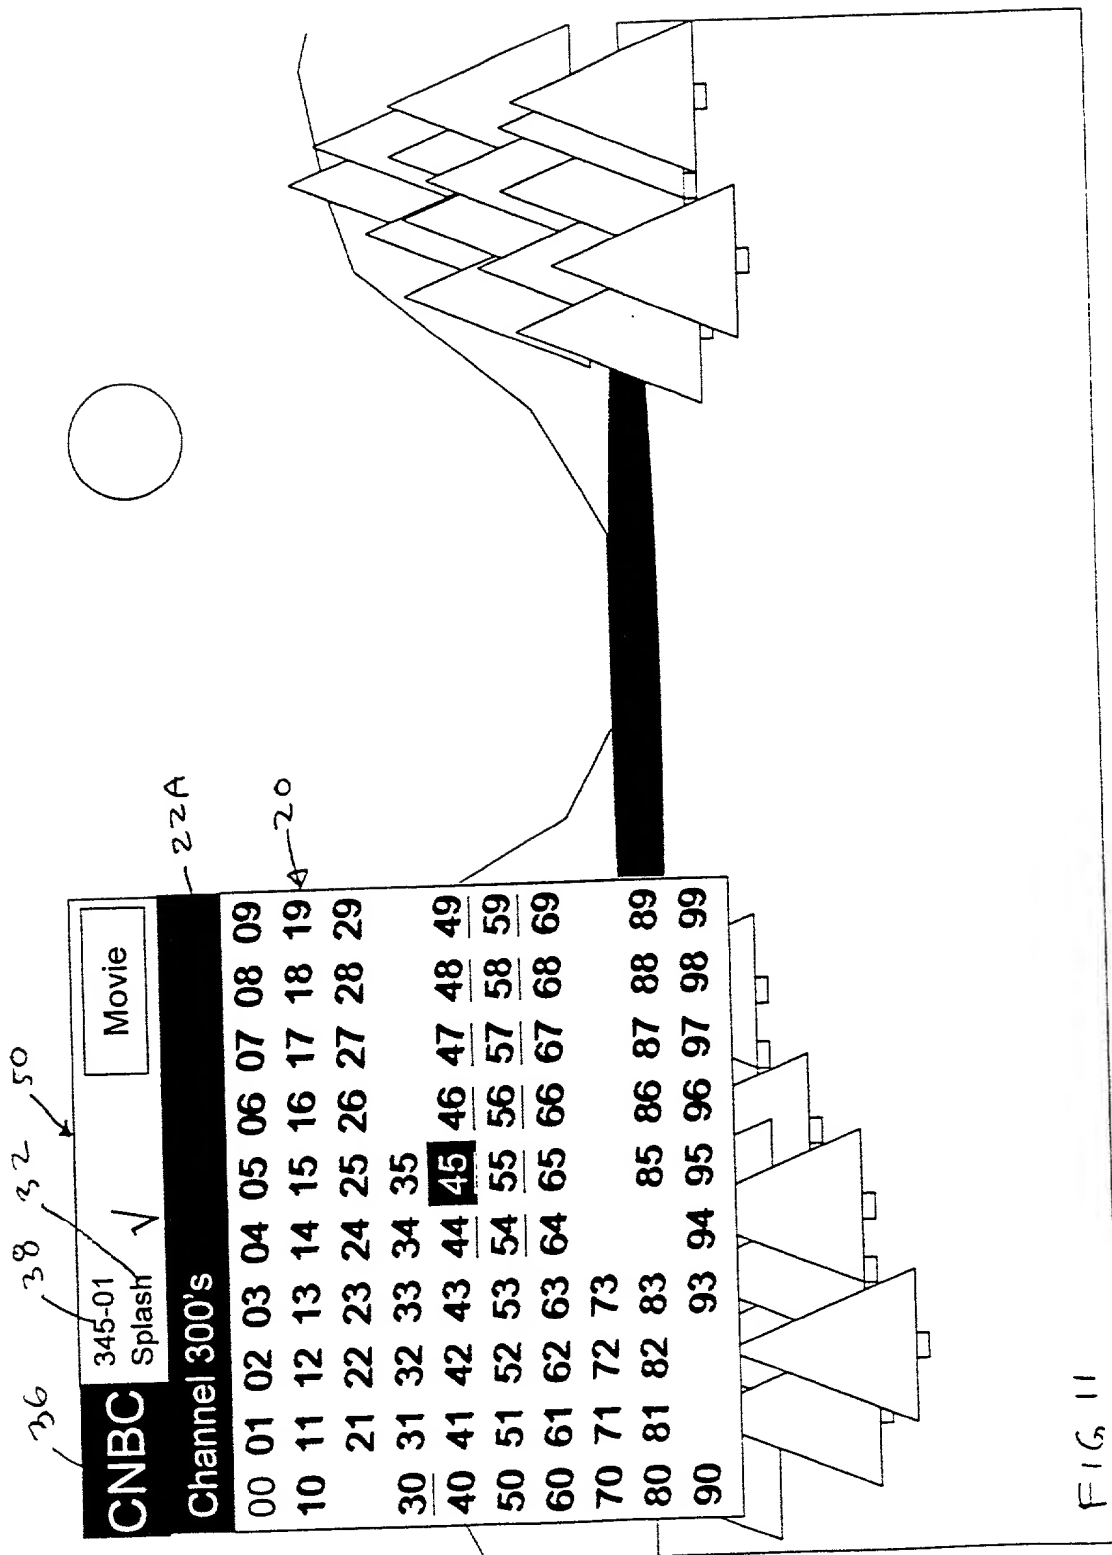 36
38
32
50
CNBC
345-01
Splash √
Movie
Channel 300's
22A
00 01 02 03 04 05 06 07 08 09
10 11 12 13 14 15 16 17 18 19
20
21 22 23 24 25 26 27 28 29
30 31 32 33 34 35
40 41 42 43 44 45 46 47 48 49
50 51 52 53 54 55 56 57 58 59
60 61 62 63 64 65 66 67 68 69
70 71 72 73
80 81 82 83 85 86 87 88 89
90 93 94 95 96 97 98 99
FIG 11